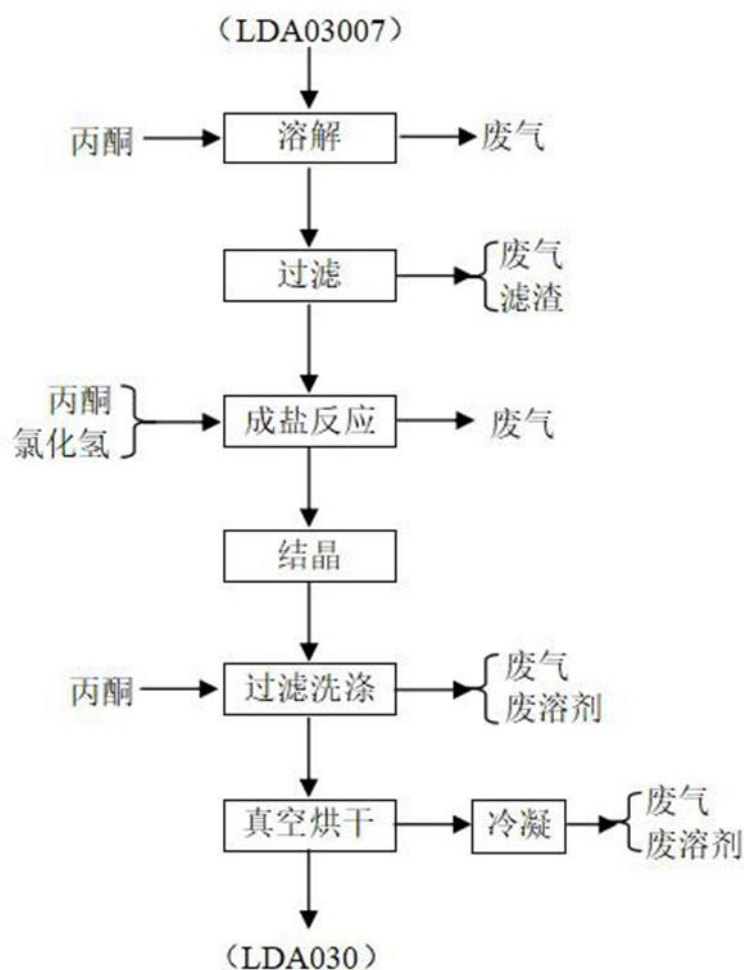 （LDA03007）
丙酮
溶解
废气
过滤
废气
滤渣
丙酮
氯化氢
成盐反应
废气
结晶
丙酮
过滤洗涤
废气
废溶剂
真空烘干
冷凝
废气
废溶剂
（LDA030）